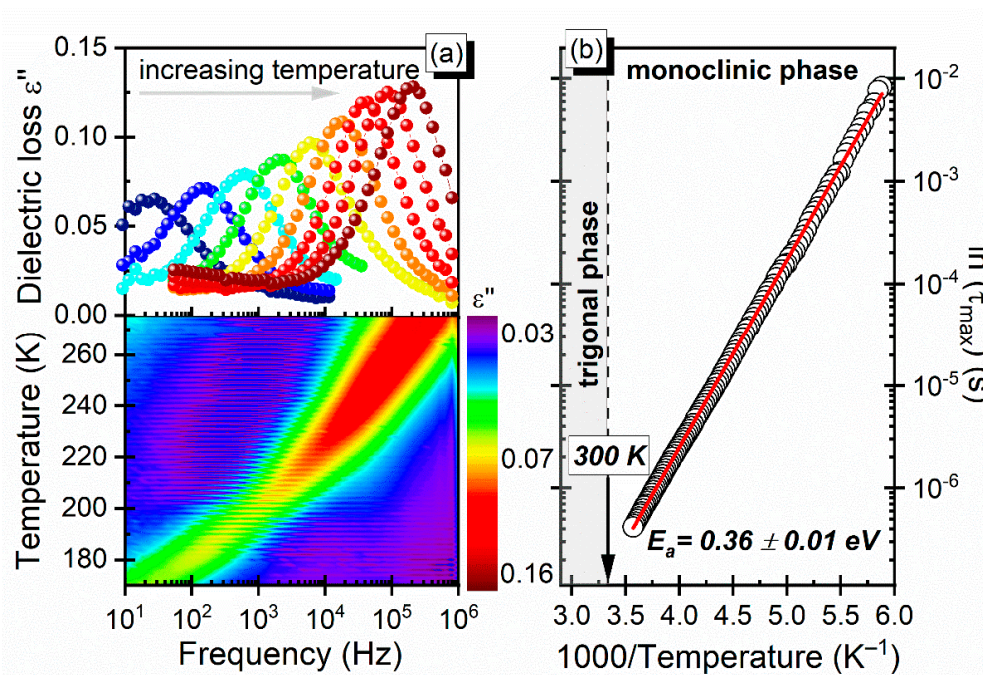 0.15
0.10
0.05
0.00
Dielectric loss ε''
increasing temperature
(a)
ε''
0.03
0.07
0.16
260
240
220
200
180
Temperature (K)
10¹ 10² 10³ 10⁴ 10⁵ 10⁶
Frequency (Hz)
(b)
monoclinic phase
trigonal phase
300 K
Eₐ= 0.36 ± 0.01 eV
10⁻²
10⁻³
10⁻⁴
10⁻⁵
10⁻⁶
ln (τₘₐₓ) (s)
3.0 3.5 4.0 4.5 5.0 5.5 6.0
1000/Temperature (K⁻¹)